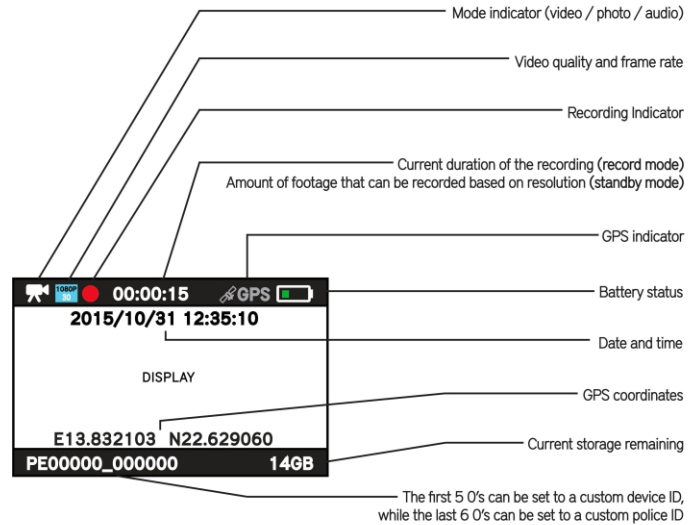 Mode indicator (video / photo / audio)
Video quality and frame rate
Recording Indicator
Current duration of the recording (record mode)
Amount of footage that can be recorded based on resolution (standby mode)
GPS indicator
1080P
30
00:00:15
GPS
Battery status
2015/10/31 12:35:10
Date and time
DISPLAY
GPS coordinates
E13.832103 N22.629060
Current storage remaining
PE00000_000000
14GB
The first 5 0's can be set to a custom device ID,
while the last 6 0's can be set to a custom police ID